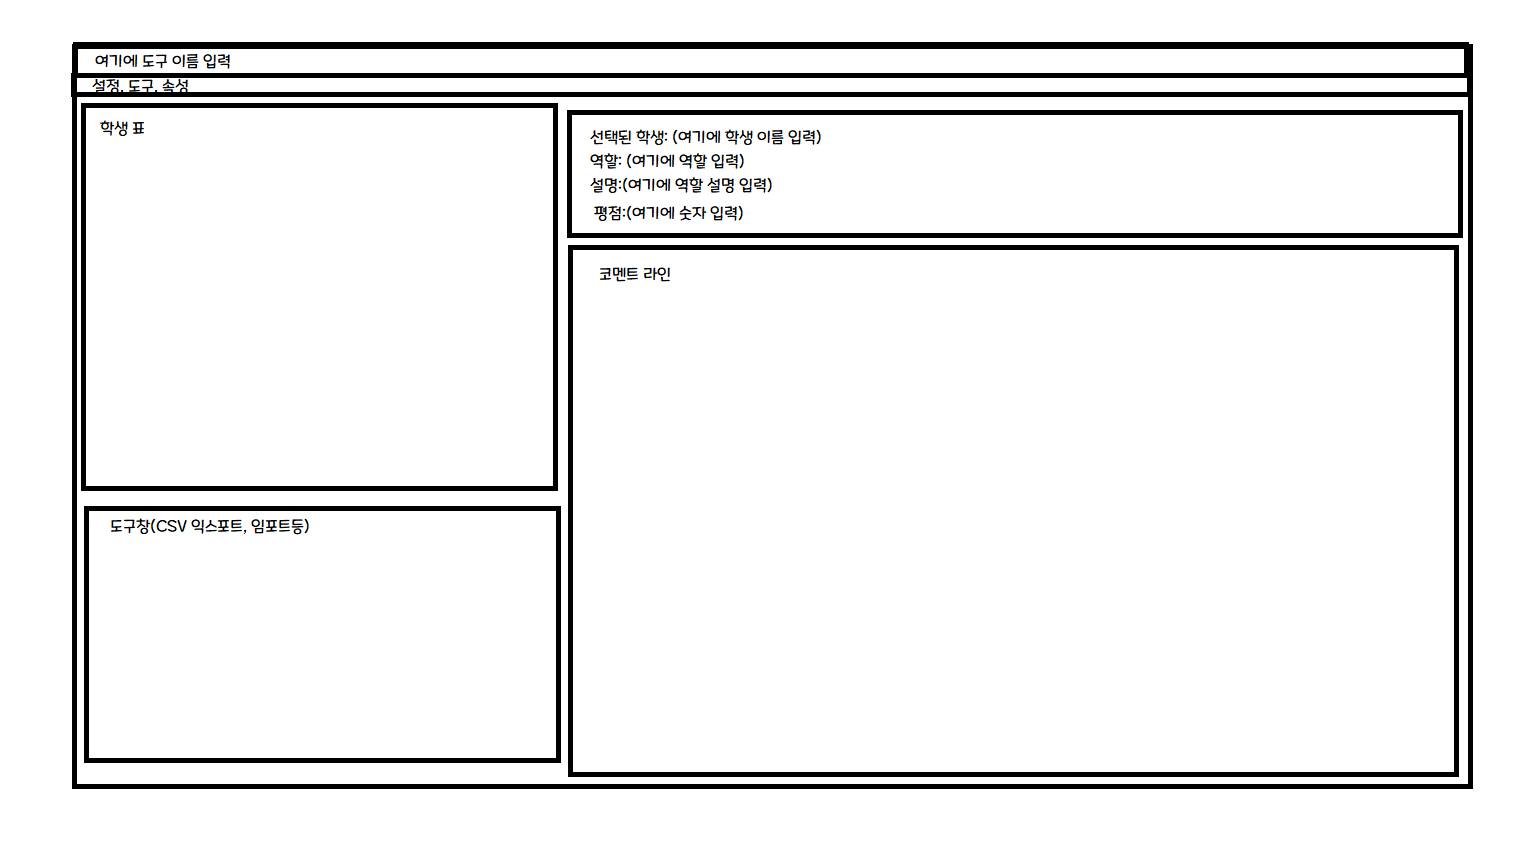 여기에 도구 이름 입력
설정, 도구, 속성
학생 표
선택된 학생: (여기에 학생 이름 입력)
역할: (여기에 역할 입력)
설명:(여기에 역할 설명 입력)
평점:(여기에 숫자 입력)
코멘트 라인
도구창(CSV 익스포트, 임포트등)